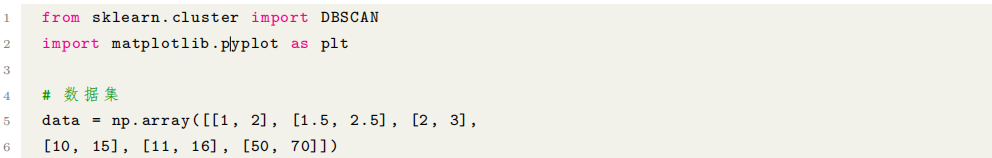 1 from sklearn.cluster import DBSCAN
2 import matplotlib.pyplot as plt
3
4 # 数据集
5 data = np.array([[1, 2], [1.5, 2.5], [2, 3],
6 [10, 15], [11, 16], [50, 70]])